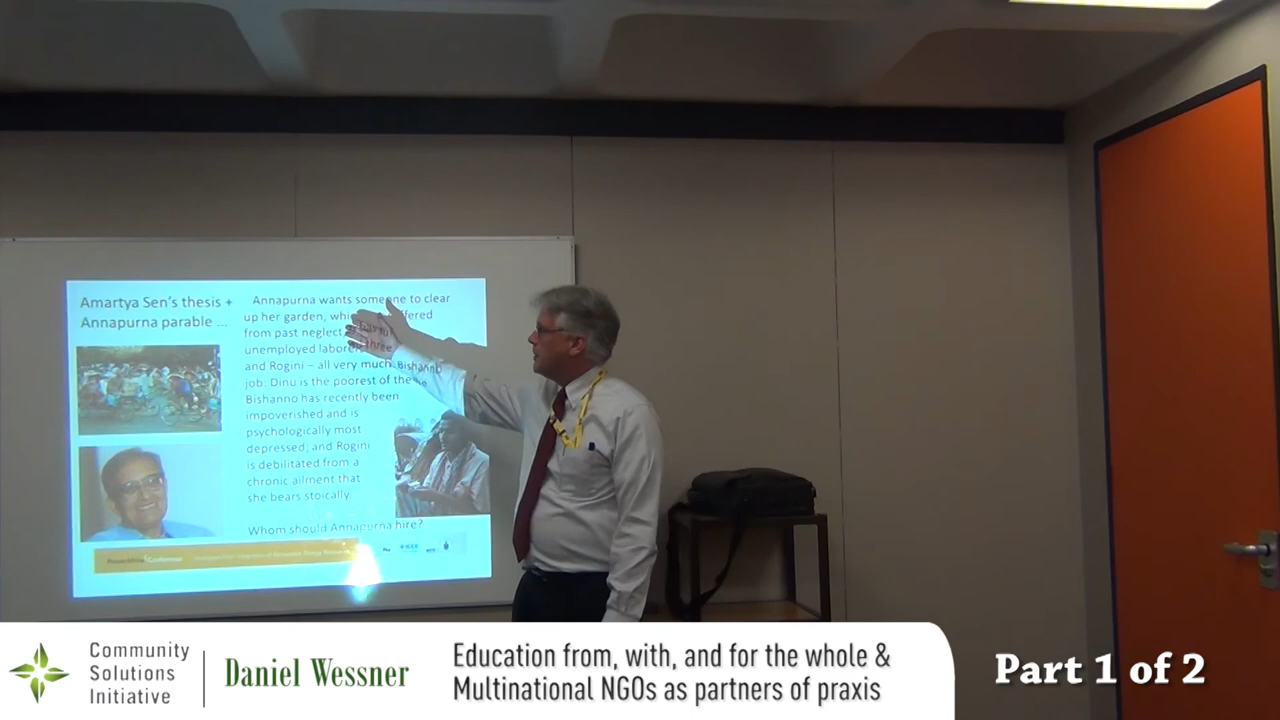 Amartya Sen's thesis +
Annapurna parable ...
Annapurna wants someone to clear
up her garden, which
from past neglect
unemployed laborers three
and Rogini – all very much Bishanno
job: Dinu is the poorest of the
Bishanno has recently been
impoverished and is
psychologically most
depressed; and Rogini
is debilitated from a
chronic ailment that
she bears stoically.
Whom should Annapurna hire?
Community
Solutions
Initiative
Daniel Wessner
Education from, with, and for the whole &
Multinational NGOs as partners of praxis
Part 1 of 2